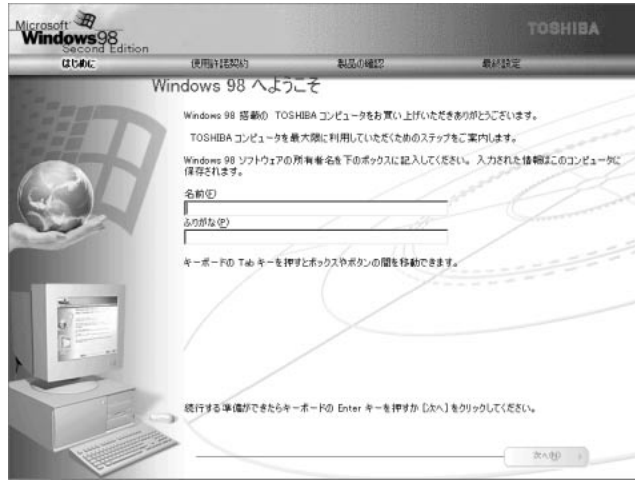 Microsoft
Windows98
Second Edition
TOSHIBA
はじめに
使用許諾契約
製品の確認
最終設定
Windows 98 へようこそ
Windows 98 搭載の TOSHIBA コンピュータをお買い上げいただきありがとうございます。
TOSHIBA コンピュータを最大限に利用していただくためのステップをご案内します。
Windows 98 ソフトウェアの所有者名を下のボックスに記入してください。 入力された情報はこのコンピュータに
保存されます。
名前(F)
ふりがな(P)
キーボードの Tab キーを押すとボックスやボタンの間を移動できます。
続行する準備ができたらキーボードの Enter キーを押すか [次へ] をクリックしてください。
次へ(N)